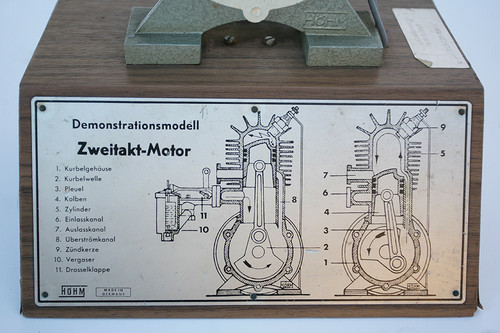 HÖHM
Demonstrationsmodell
Zweitakt-Motor
1. Kurbelgehäuse
2. Kurbelwelle
3. Pleuel
4. Kolben
5. Zylinder
6. Einlasskanal
7. Auslasskanal
8. Überströmkanal
9. Zündkerze
10. Vergaser
11. Drosselklappe
HÖHM
MADE IN
GERMANY
11
10
8
2
1
7
6
4
3
9
5